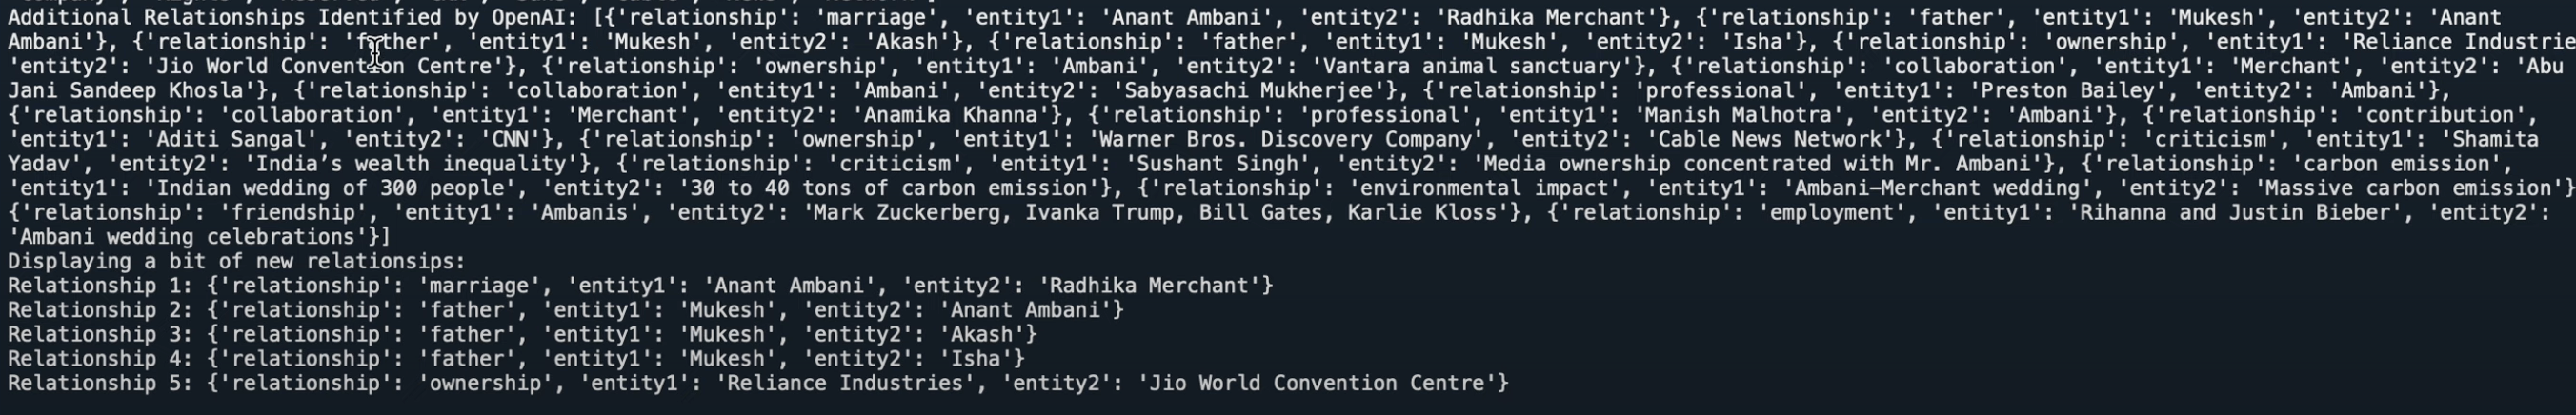 Additional Relationships Identified by OpenAI: [{'relationship': 'marriage', 'entity1': 'Anant Ambani', 'entity2': 'Radhika Merchant'}, {'relationship': 'father', 'entity1': 'Mukesh', 'entity2': 'Anant
Ambani'}, {'relationship': 'father', 'entity1': 'Mukesh', 'entity2': 'Akash'}, {'relationship': 'father', 'entity1': 'Mukesh', 'entity2': 'Isha'}, {'relationship': 'ownership', 'entity1': 'Reliance Industrie
'entity2': 'Jio World Convention Centre'}, {'relationship': 'ownership', 'entity1': 'Ambani', 'entity2': 'Vantara animal sanctuary'}, {'relationship': 'collaboration', 'entity1': 'Merchant', 'entity2': 'Abu
Jani Sandeep Khosla'}, {'relationship': 'collaboration', 'entity1': 'Ambani', 'entity2': 'Sabyasachi Mukherjee'}, {'relationship': 'professional', 'entity1': 'Preston Bailey', 'entity2': 'Ambani'},
{'relationship': 'collaboration', 'entity1': 'Merchant', 'entity2': 'Anamika Khanna'}, {'relationship': 'professional', 'entity1': 'Manish Malhotra', 'entity2': 'Ambani'}, {'relationship': 'contribution',
'entity1': 'Aditi Sangal', 'entity2': 'CNN'}, {'relationship': 'ownership', 'entity1': 'Warner Bros. Discovery Company', 'entity2': 'Cable News Network'}, {'relationship': 'criticism', 'entity1': 'Shamita
Yadav', 'entity2': 'India’s wealth inequality'}, {'relationship': 'criticism', 'entity1': 'Sushant Singh', 'entity2': 'Media ownership concentrated with Mr. Ambani'}, {'relationship': 'carbon emission',
'entity1': 'Indian wedding of 300 people', 'entity2': '30 to 40 tons of carbon emission'}, {'relationship': 'environmental impact', 'entity1': 'Ambani-Merchant wedding', 'entity2': 'Massive carbon emission'}
{'relationship': 'friendship', 'entity1': 'Ambanis', 'entity2': 'Mark Zuckerberg, Ivanka Trump, Bill Gates, Karlie Kloss'}, {'relationship': 'employment', 'entity1': 'Rihanna and Justin Bieber', 'entity2':
'Ambani wedding celebrations'}]
Displaying a bit of new relationsips:
Relationship 1: {'relationship': 'marriage', 'entity1': 'Anant Ambani', 'entity2': 'Radhika Merchant'}
Relationship 2: {'relationship': 'father', 'entity1': 'Mukesh', 'entity2': 'Anant Ambani'}
Relationship 3: {'relationship': 'father', 'entity1': 'Mukesh', 'entity2': 'Akash'}
Relationship 4: {'relationship': 'father', 'entity1': 'Mukesh', 'entity2': 'Isha'}
Relationship 5: {'relationship': 'ownership', 'entity1': 'Reliance Industries', 'entity2': 'Jio World Convention Centre'}